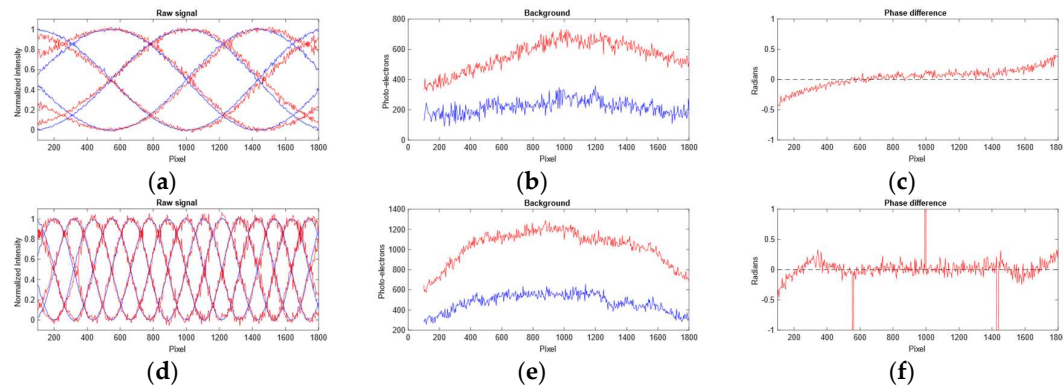 Raw signal
Normalized intensity
1
0.8
0.6
0.4
0.2
0
200 400 600 800 1000 1200 1400 1600 1800
Pixel
(a)
Background
Photo-electrons
800
600
400
200
0
200 400 600 800 1000 1200 1400 1600 1800
Pixel
(b)
Phase difference
Radians
1
0.5
0
-0.5
-1
200 400 600 800 1000 1200 1400 1600 1800
Pixel
(c)
Raw signal
Normalized intensity
1
0.8
0.6
0.4
0.2
0
200 400 600 800 1000 1200 1400 1600 1800
Pixel
(d)
Background
Photo-electrons
1400
1200
1000
800
600
400
200
200 400 600 800 1000 1200 1400 1600 1800
Pixel
(e)
Phase difference
Radians
1
0.5
0
-0.5
-1
200 400 600 800 1000 1200 1400 1600 1800
Pixel
(f)